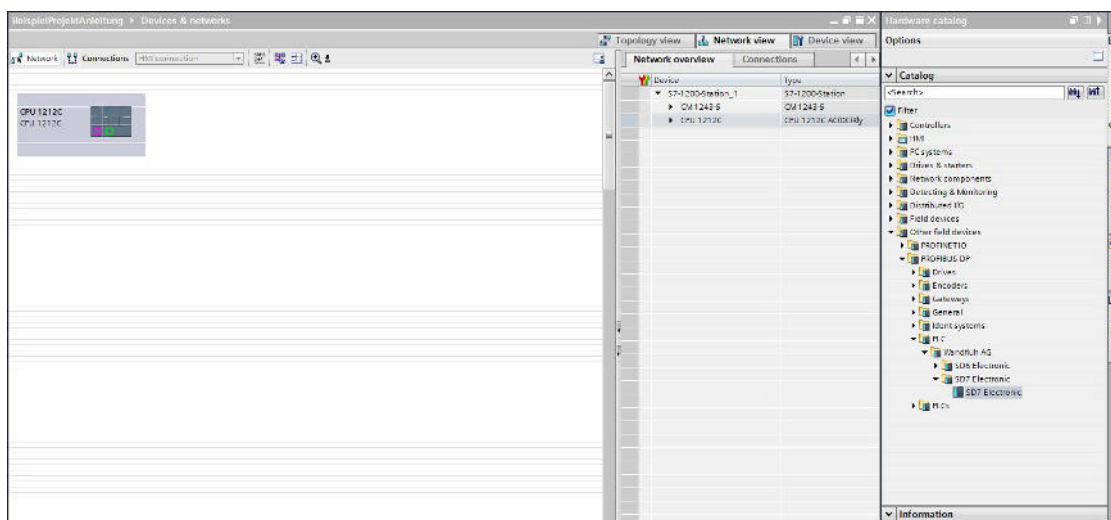 BeispielProjektAnleitung ▸ Devices & networks
Hardware catalog
Topology view
Network view
Device view
Options
Network
Connections
HMI connection
Network overview
Connections
Device
Type
S7-1200-Station_1
S7-1200-Station
CM 1243-5
CM 1243-5
CPU 1212C
CPU 1212C AC/DC/Rly
CPU 1212C
CPU 1212C
Catalog
<Search>
Filter
Controllers
HMI
PC systems
Drives & starters
Network components
Detecting & Monitoring
Distributed I/O
Field devices
Other field devices
PROFINET IO
PROFIBUS DP
Drives
Encoders
Gateways
General
Ident systems
Wandfluh AG
SD6 Electronic
SD7 Electronic
SD7 Electronic
PLCs
Information